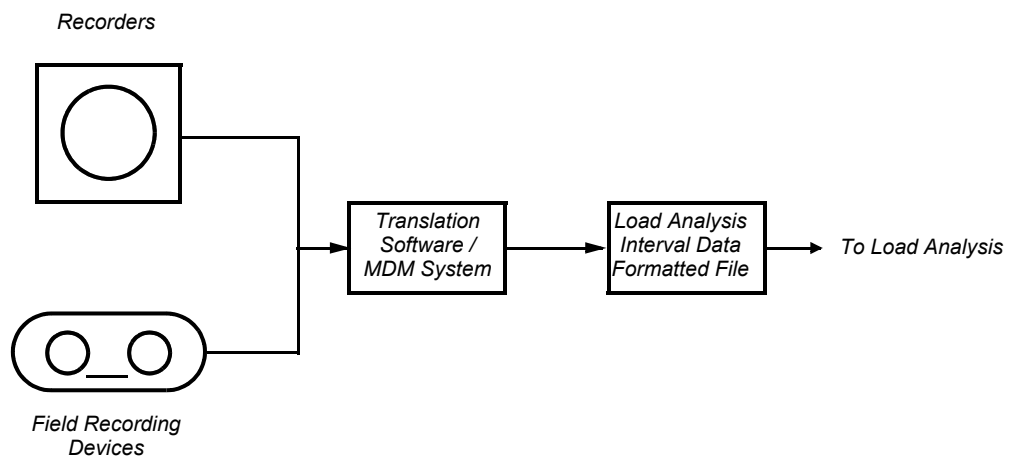 Recorders
Translation
Software /
MDM System
Load Analysis
Interval Data
Formatted File
To Load Analysis
Field Recording
Devices